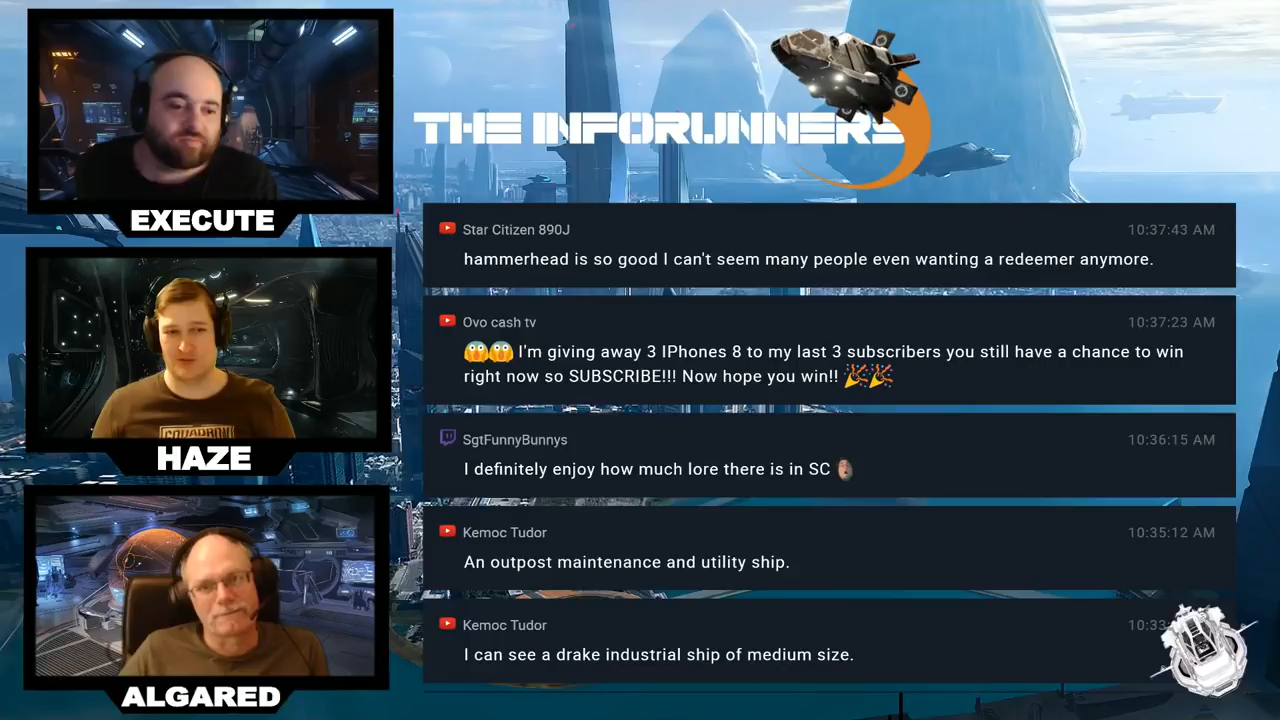 EXECUTE
HAZE
SQUADRON
ALGARED
THE INFORUNNERS
Star Citizen 890J 10:37:43 AM
hammerhead is so good I can't seem many people even wanting a redeemer anymore.
Ovo cash tv 10:37:23 AM
😱😱 I'm giving away 3 IPhones 8 to my last 3 subscribers you still have a chance to win
right now so SUBSCRIBE!!! Now hope you win!! 🎉🎉
SgtFunnyBunnys 10:36:15 AM
I definitely enjoy how much lore there is in SC
Kemoc Tudor 10:35:12 AM
An outpost maintenance and utility ship.
Kemoc Tudor 10:33
I can see a drake industrial ship of medium size.